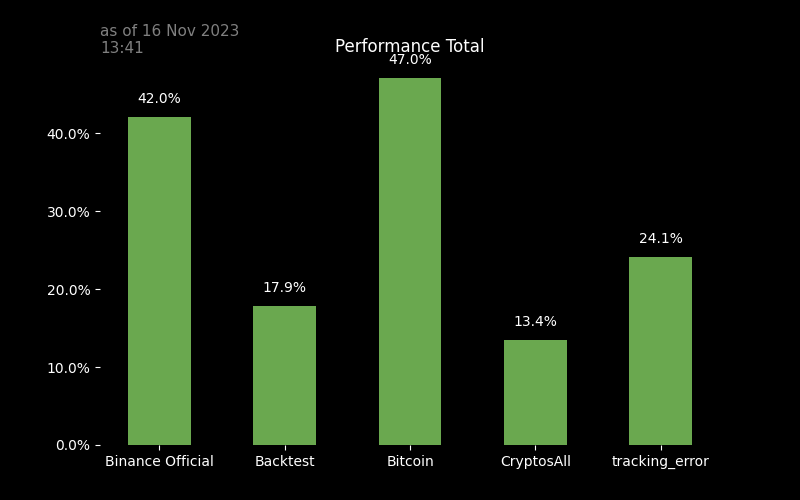 as of 16 Nov 2023
13:41
Performance Total
47.0%
42.0%
24.1%
17.9%
13.4%
40.0%
30.0%
20.0%
10.0%
0.0%
Binance Official
Backtest
Bitcoin
CryptosAll
tracking_error